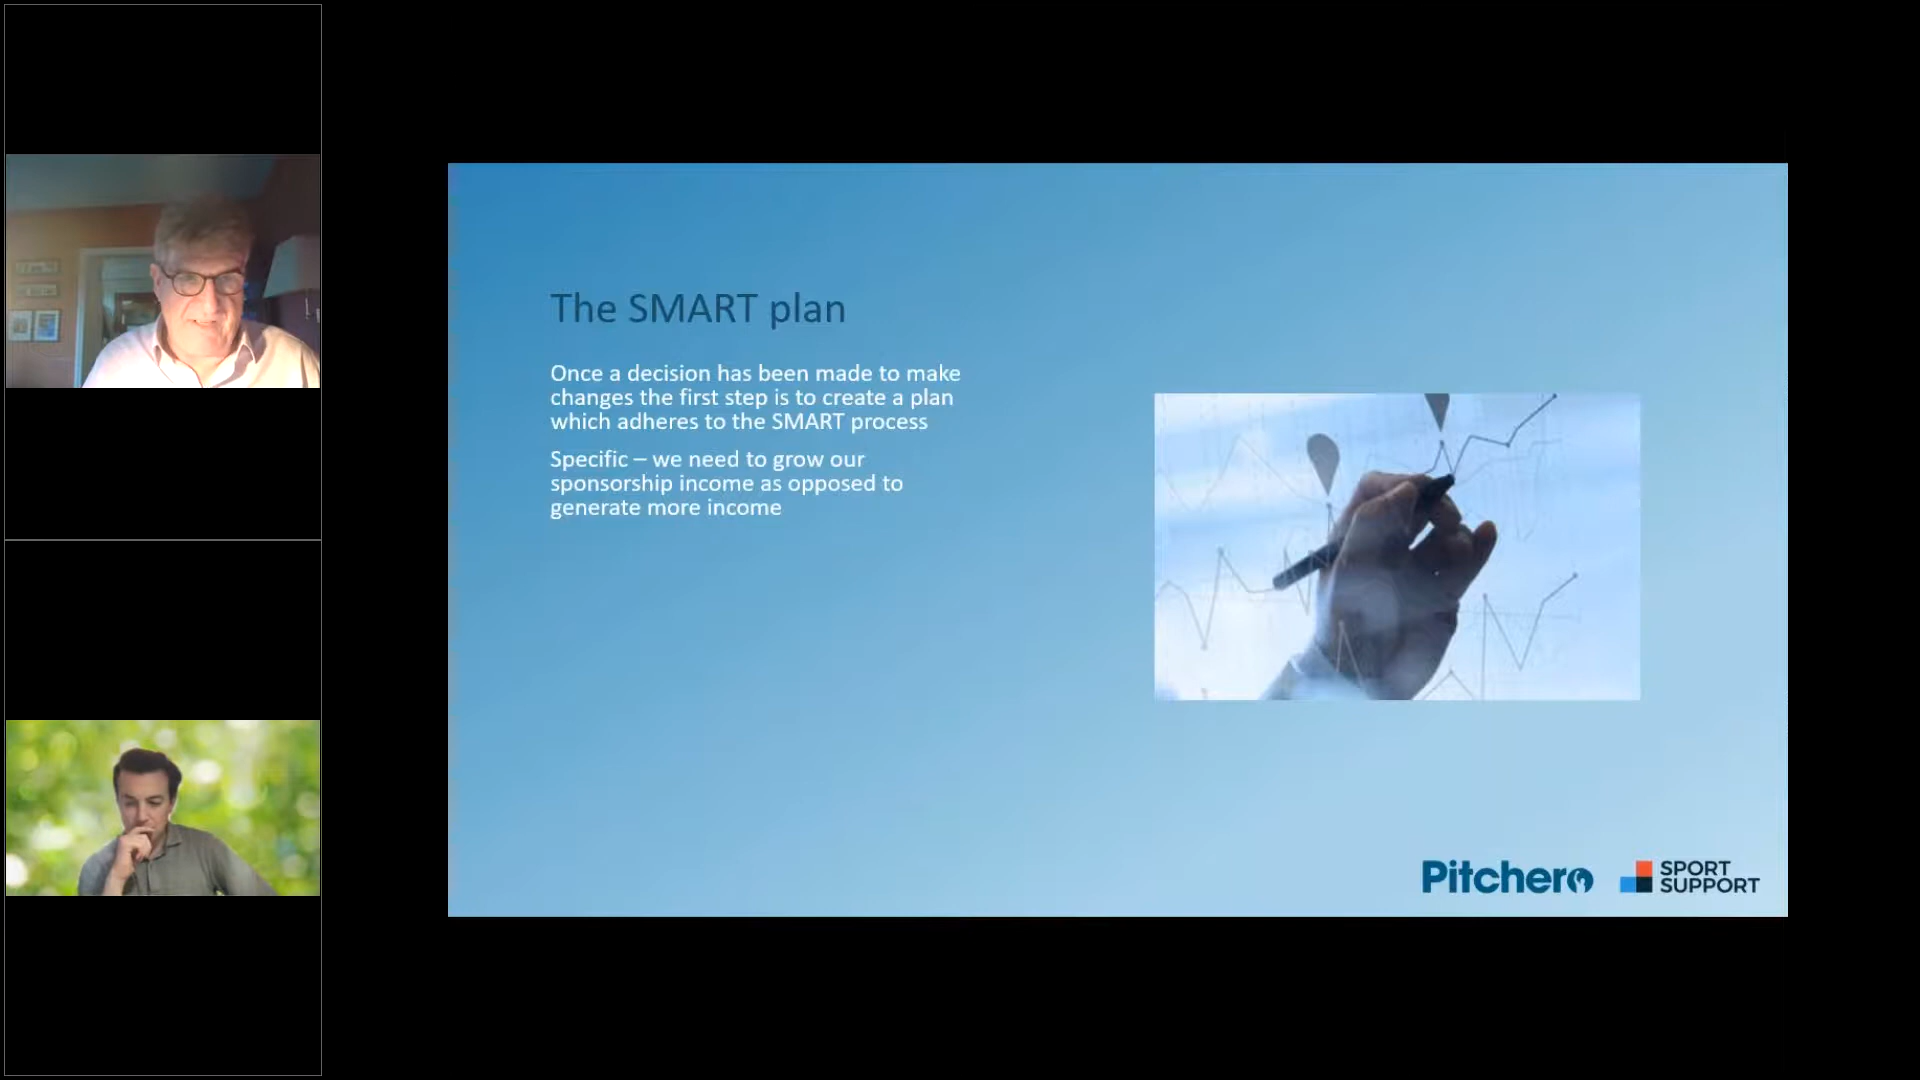 The SMART plan
Once a decision has been made to make
changes the first step is to create a plan
which adheres to the SMART process
Specific – we need to grow our
sponsorship income as opposed to
generate more income
Pitchero
SPORT
SUPPORT